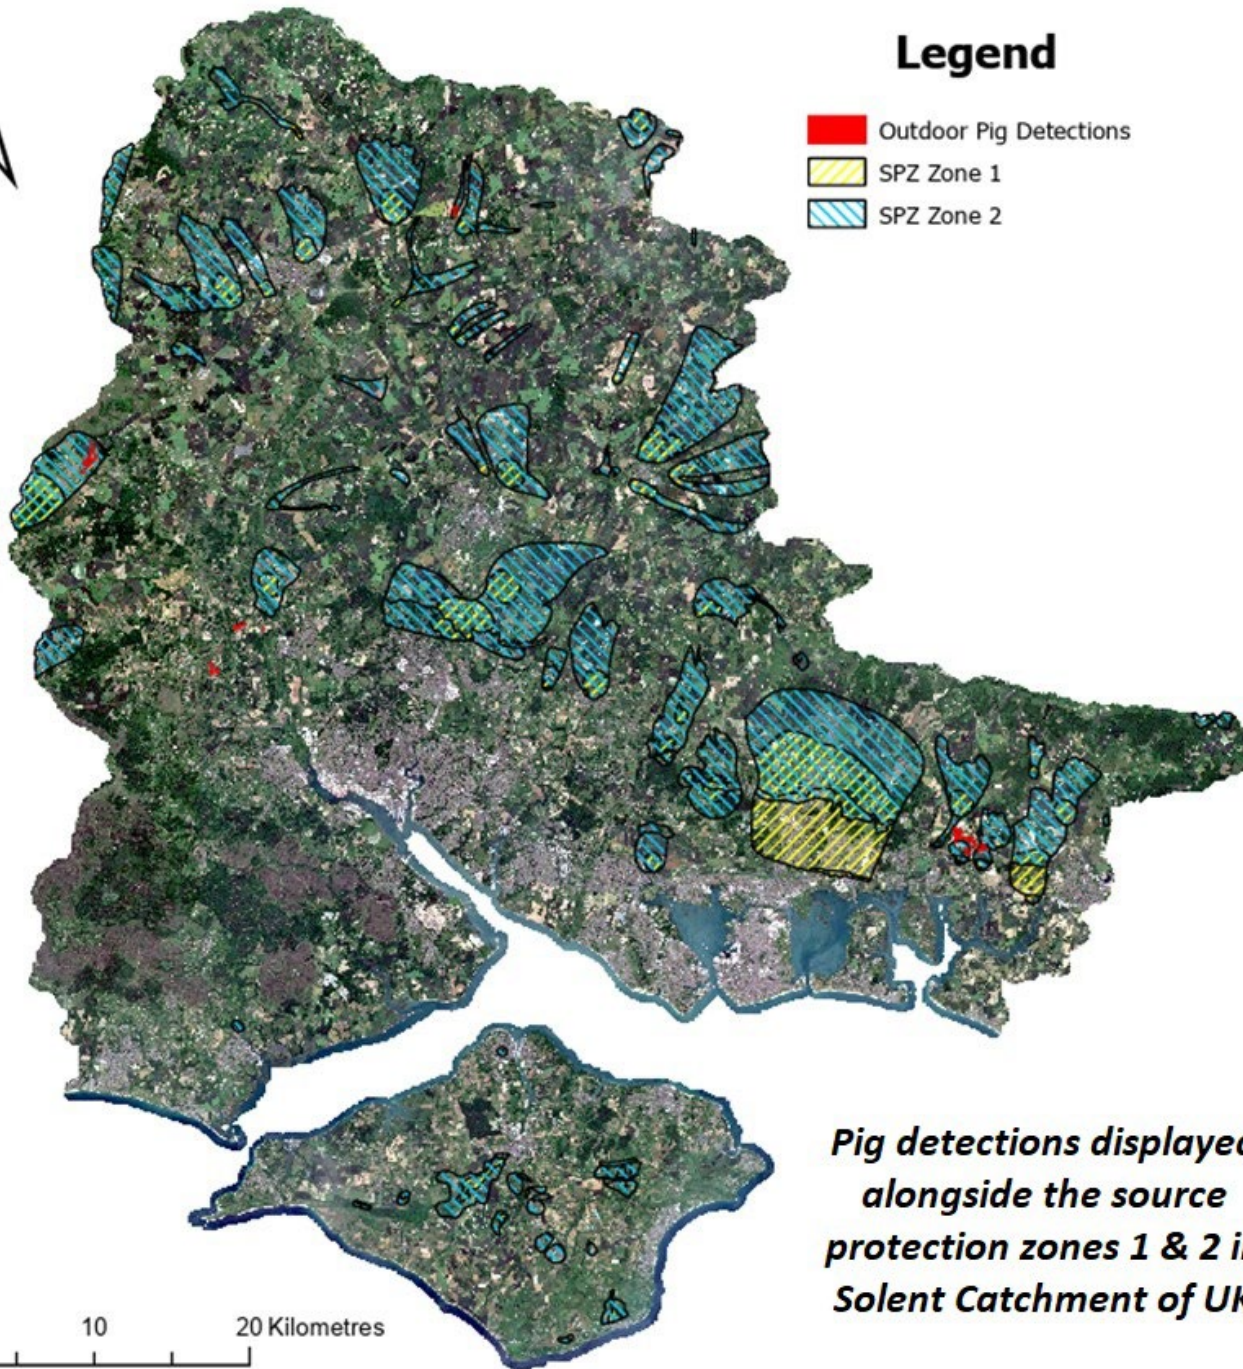 Legend
Outdoor Pig Detections
SPZ Zone 1
SPZ Zone 2
Pig detections displayed
alongside the source
protection zones 1 & 2 i
Solent Catchment of UK
10
20 Kilometres